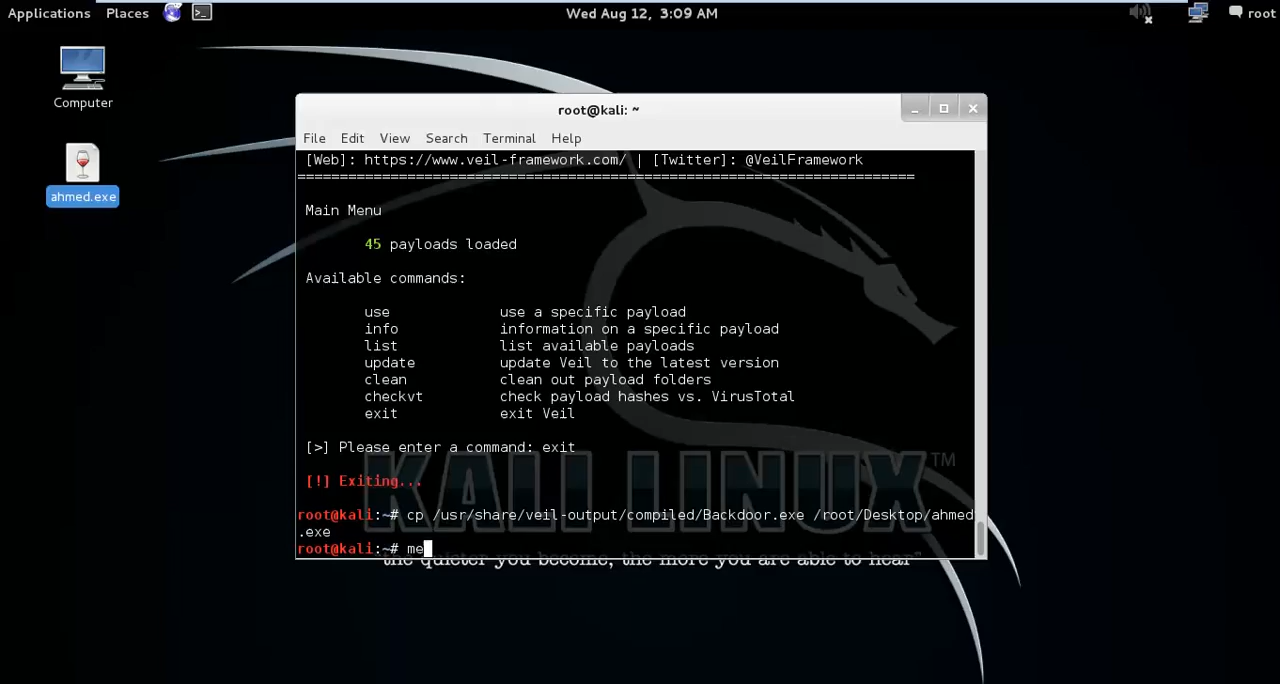 Applications Places Wed Aug 12, 3:09 AM root
Computer
ahmed.exe
root@kali: ~
File Edit View Search Terminal Help
[Web]: https://www.veil-framework.com/ | [Twitter]: @VeilFramework
=========================================================================
Main Menu
45 payloads loaded
Available commands:
use use a specific payload
info information on a specific payload
list list available payloads
update update Veil to the latest version
clean clean out payload folders
checkvt check payload hashes vs. VirusTotal
exit exit Veil
[>] Please enter a command: exit
KALI LINUX™
[!] Exiting...
root@kali:~# cp /usr/share/veil-output/compiled/Backdoor.exe /root/Desktop/ahmed
.exe
root@kali:~# me
"the quieter you become, the more you are able to hear"